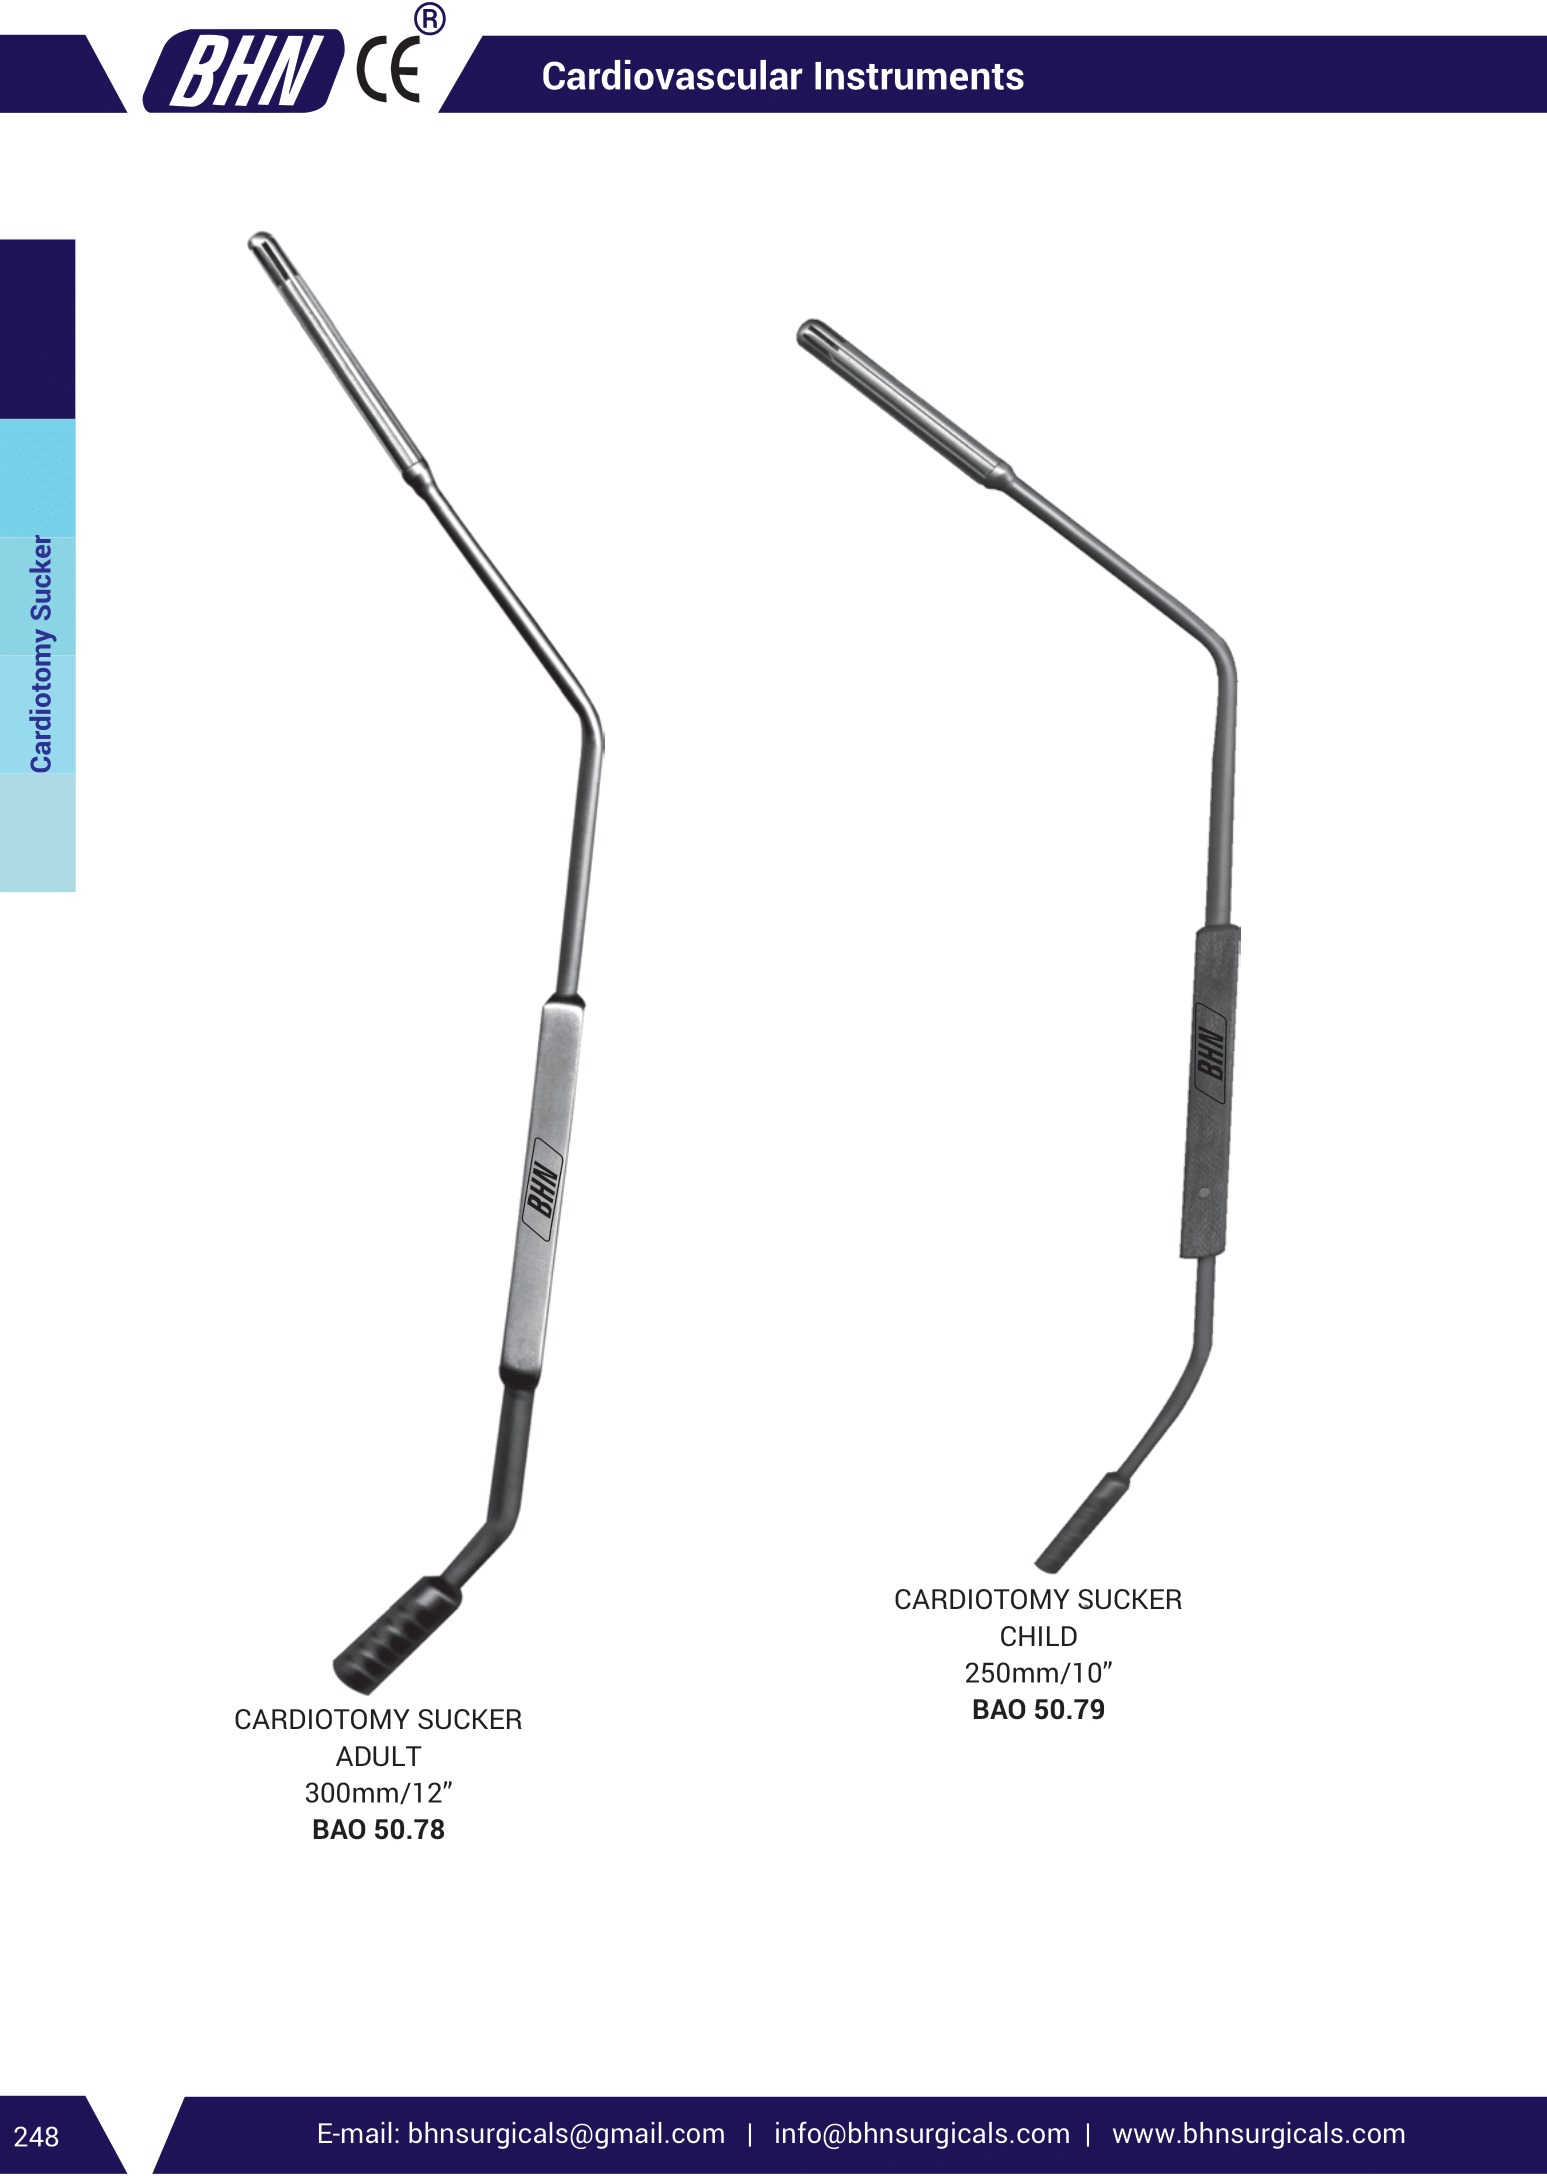 BHN CE ®
Cardiovascular Instruments
Cardiotomy Sucker
BHN
BHN
CARDIOTOMY SUCKER
CHILD
250mm/10”
BAO 50.79
CARDIOTOMY SUCKER
ADULT
300mm/12”
BAO 50.78
248
E-mail: bhnsurgicals@gmail.com | info@bhnsurgicals.com | www.bhnsurgicals.com